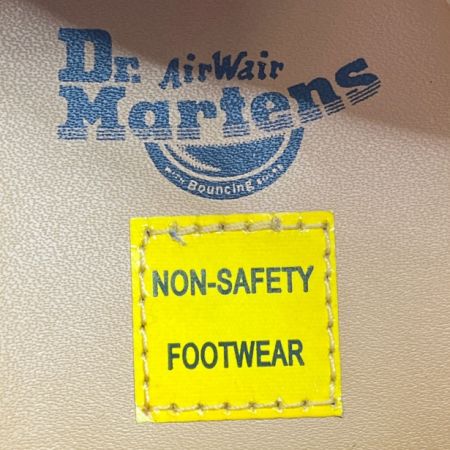 Dr. AirWair
Martens
WITH Bouncing SOLES
NON-SAFETY
FOOTWEAR